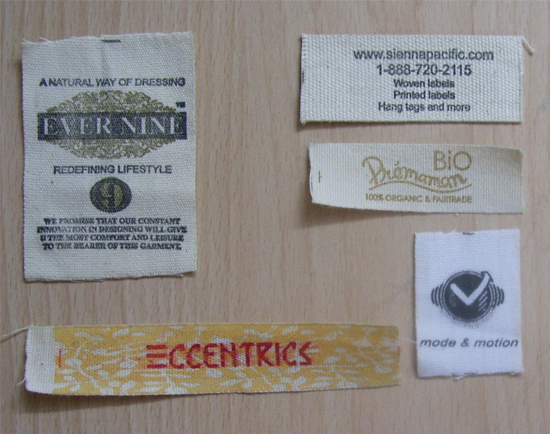 A NATURAL WAY OF DRESSING
EVER NINE
TM
REDEFINING LIFESTYLE
9
WE PROMISE THAT OUR CONSTANT
INNOVATION IN DESIGNING WILL GIVE
U THE MOST COMFORT AND LEISURE
TO THE BEARER OF THIS GARMENT.
www.siennapacific.com
1-888-720-2115
Woven labels
Printed labels
Hang tags and more
BiO
Prémaman
100% ORGANIC & FAIRTRADE
mode & motion
ECCENTRICS